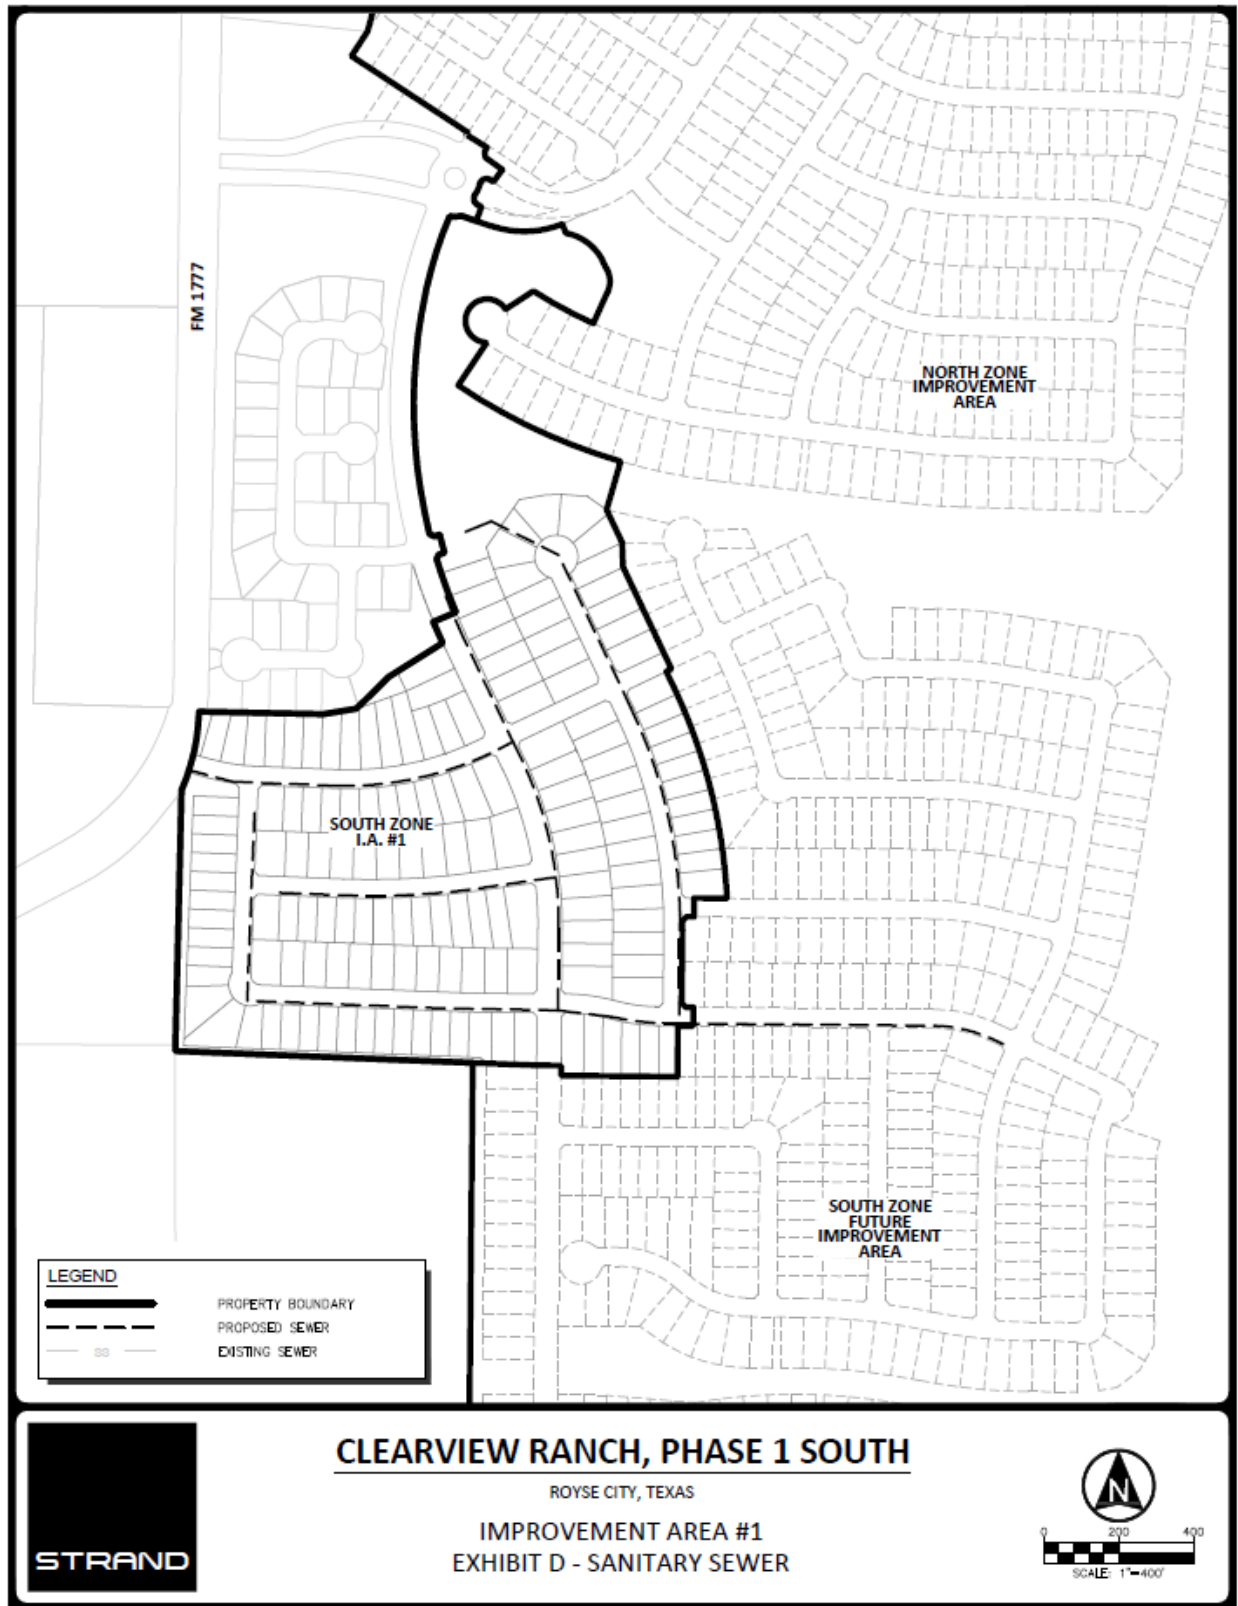 FM 1777
NORTH ZONE
IMPROVEMENT
AREA
SOUTH ZONE
I.A. #1
SOUTH ZONE
FUTURE
IMPROVEMENT
AREA
LEGEND
PROPERTY BOUNDARY
PROPOSED SEWER
SS
EXISTING SEWER
STRAND
CLEARVIEW RANCH, PHASE 1 SOUTH
ROYSE CITY, TEXAS
IMPROVEMENT AREA #1
EXHIBIT D - SANITARY SEWER
N
0 200 400
SCALE: 1"=400'